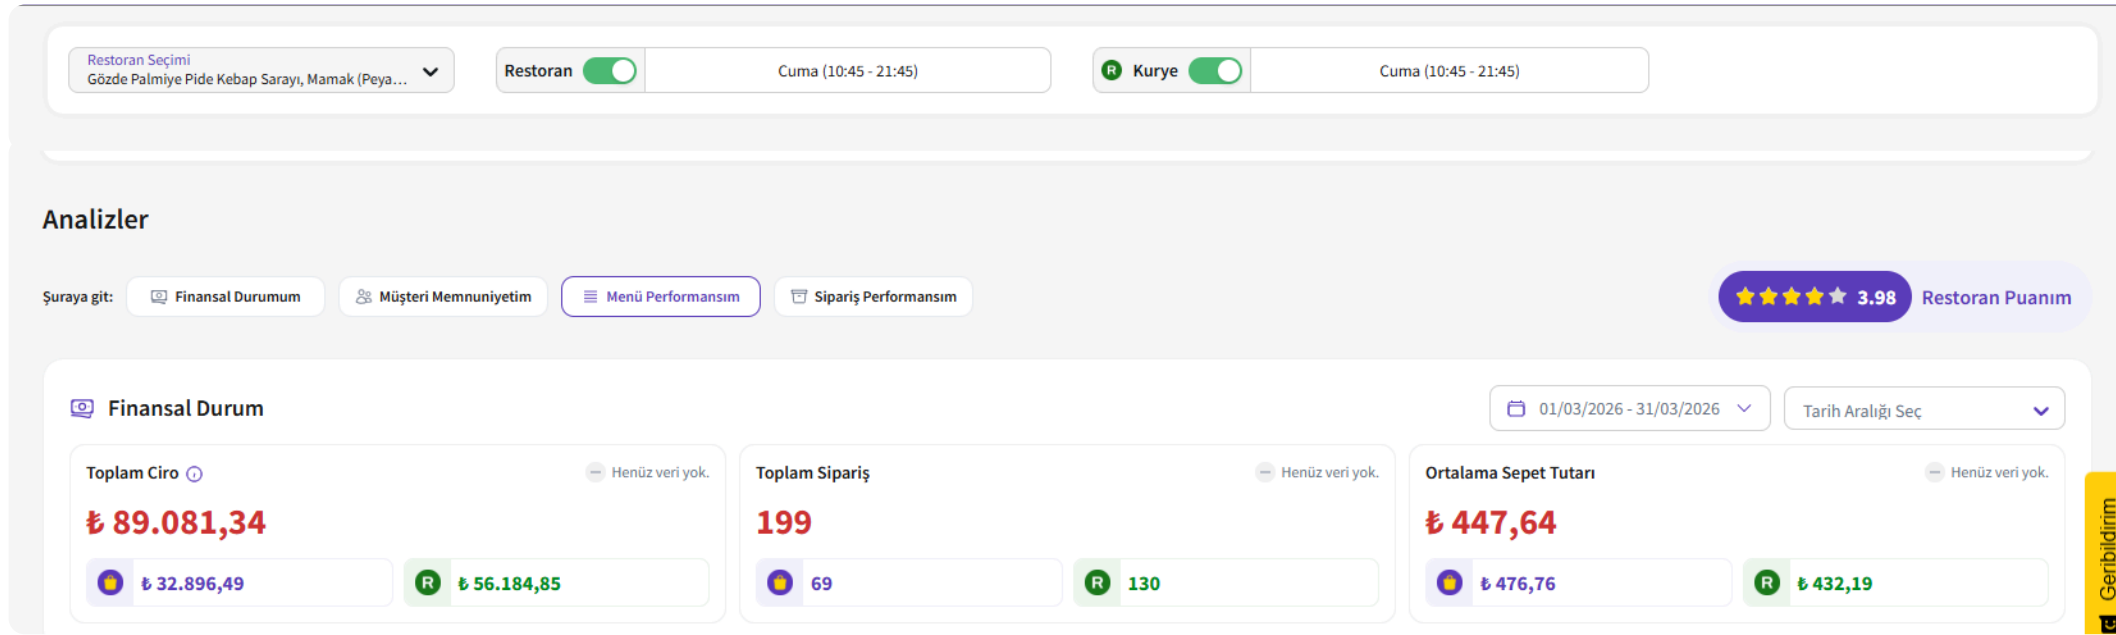 Restoran Seçimi
Gözde Palmiye Pide Kebap Sarayı, Mamak (Peya...
Restoran
Cuma (10:45 - 21:45)
R Kurye
Cuma (10:45 - 21:45)
Analizler
Şuraya git:
Finansal Durumum
Müşteri Memnuniyetim
Menü Performansım
Sipariş Performansım
3.98
Restoran Puanım
Finansal Durum
01/03/2026 - 31/03/2026
Tarih Aralığı Seç
Toplam Ciro
Henüz veri yok.
₺ 89.081,34
₺ 32.896,49
R ₺ 56.184,85
Toplam Sipariş
Henüz veri yok.
199
69
R 130
Ortalama Sepet Tutarı
Henüz veri yok.
₺ 447,64
₺ 476,76
R ₺ 432,19
Geribildirim